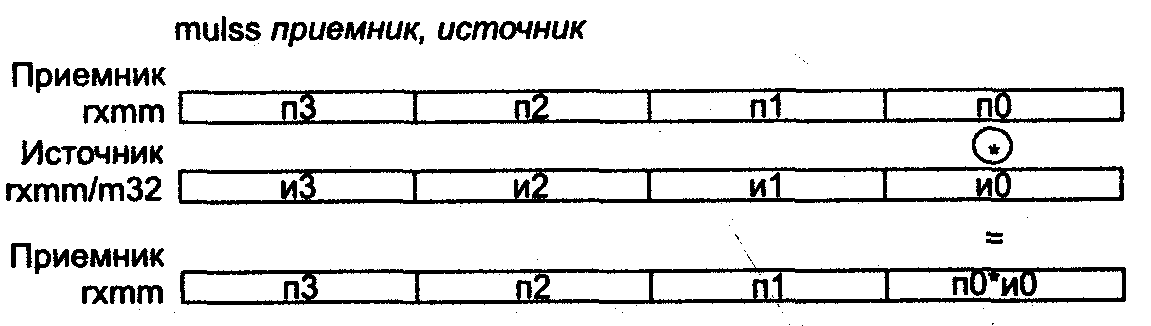 mulss приемник, источник
Приемник
rxmm п3 п2 п1 п0
*
Источник
rxmm/m32 и3 и2 и1 и0
=
Приемник
rxmm п3 п2 п1 п0*и0